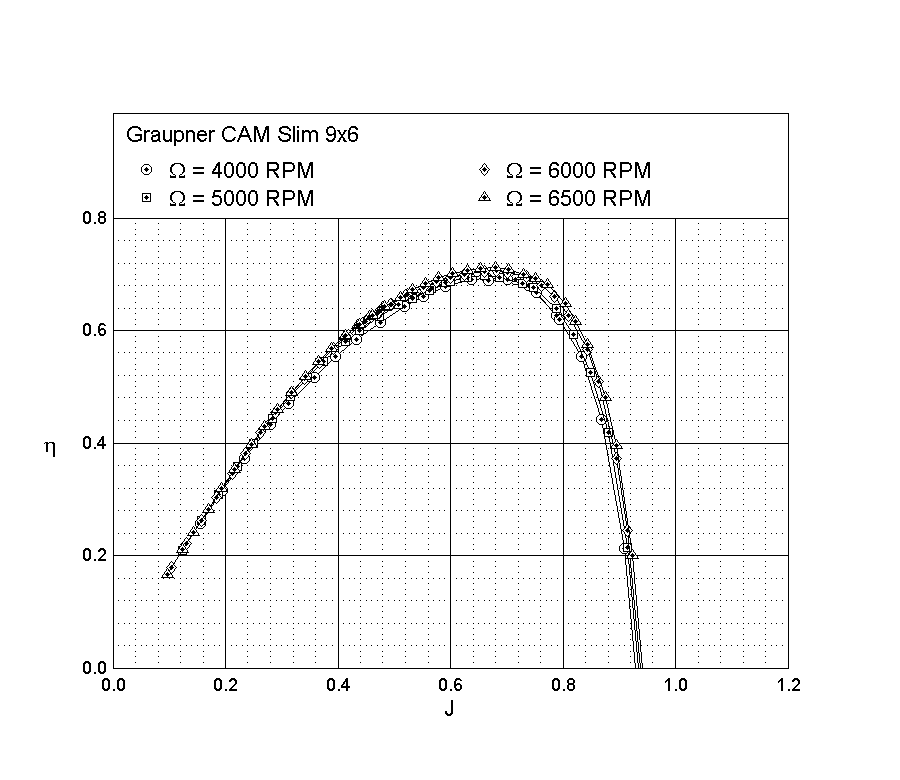 Graupner CAM Slim 9x6
Ω = 4000 RPM
Ω = 6000 RPM
Ω = 5000 RPM
Ω = 6500 RPM
0.8
0.6
0.4
η
0.2
0.0
0.0 0.2 0.4 0.6 0.8 1.0 1.2
J